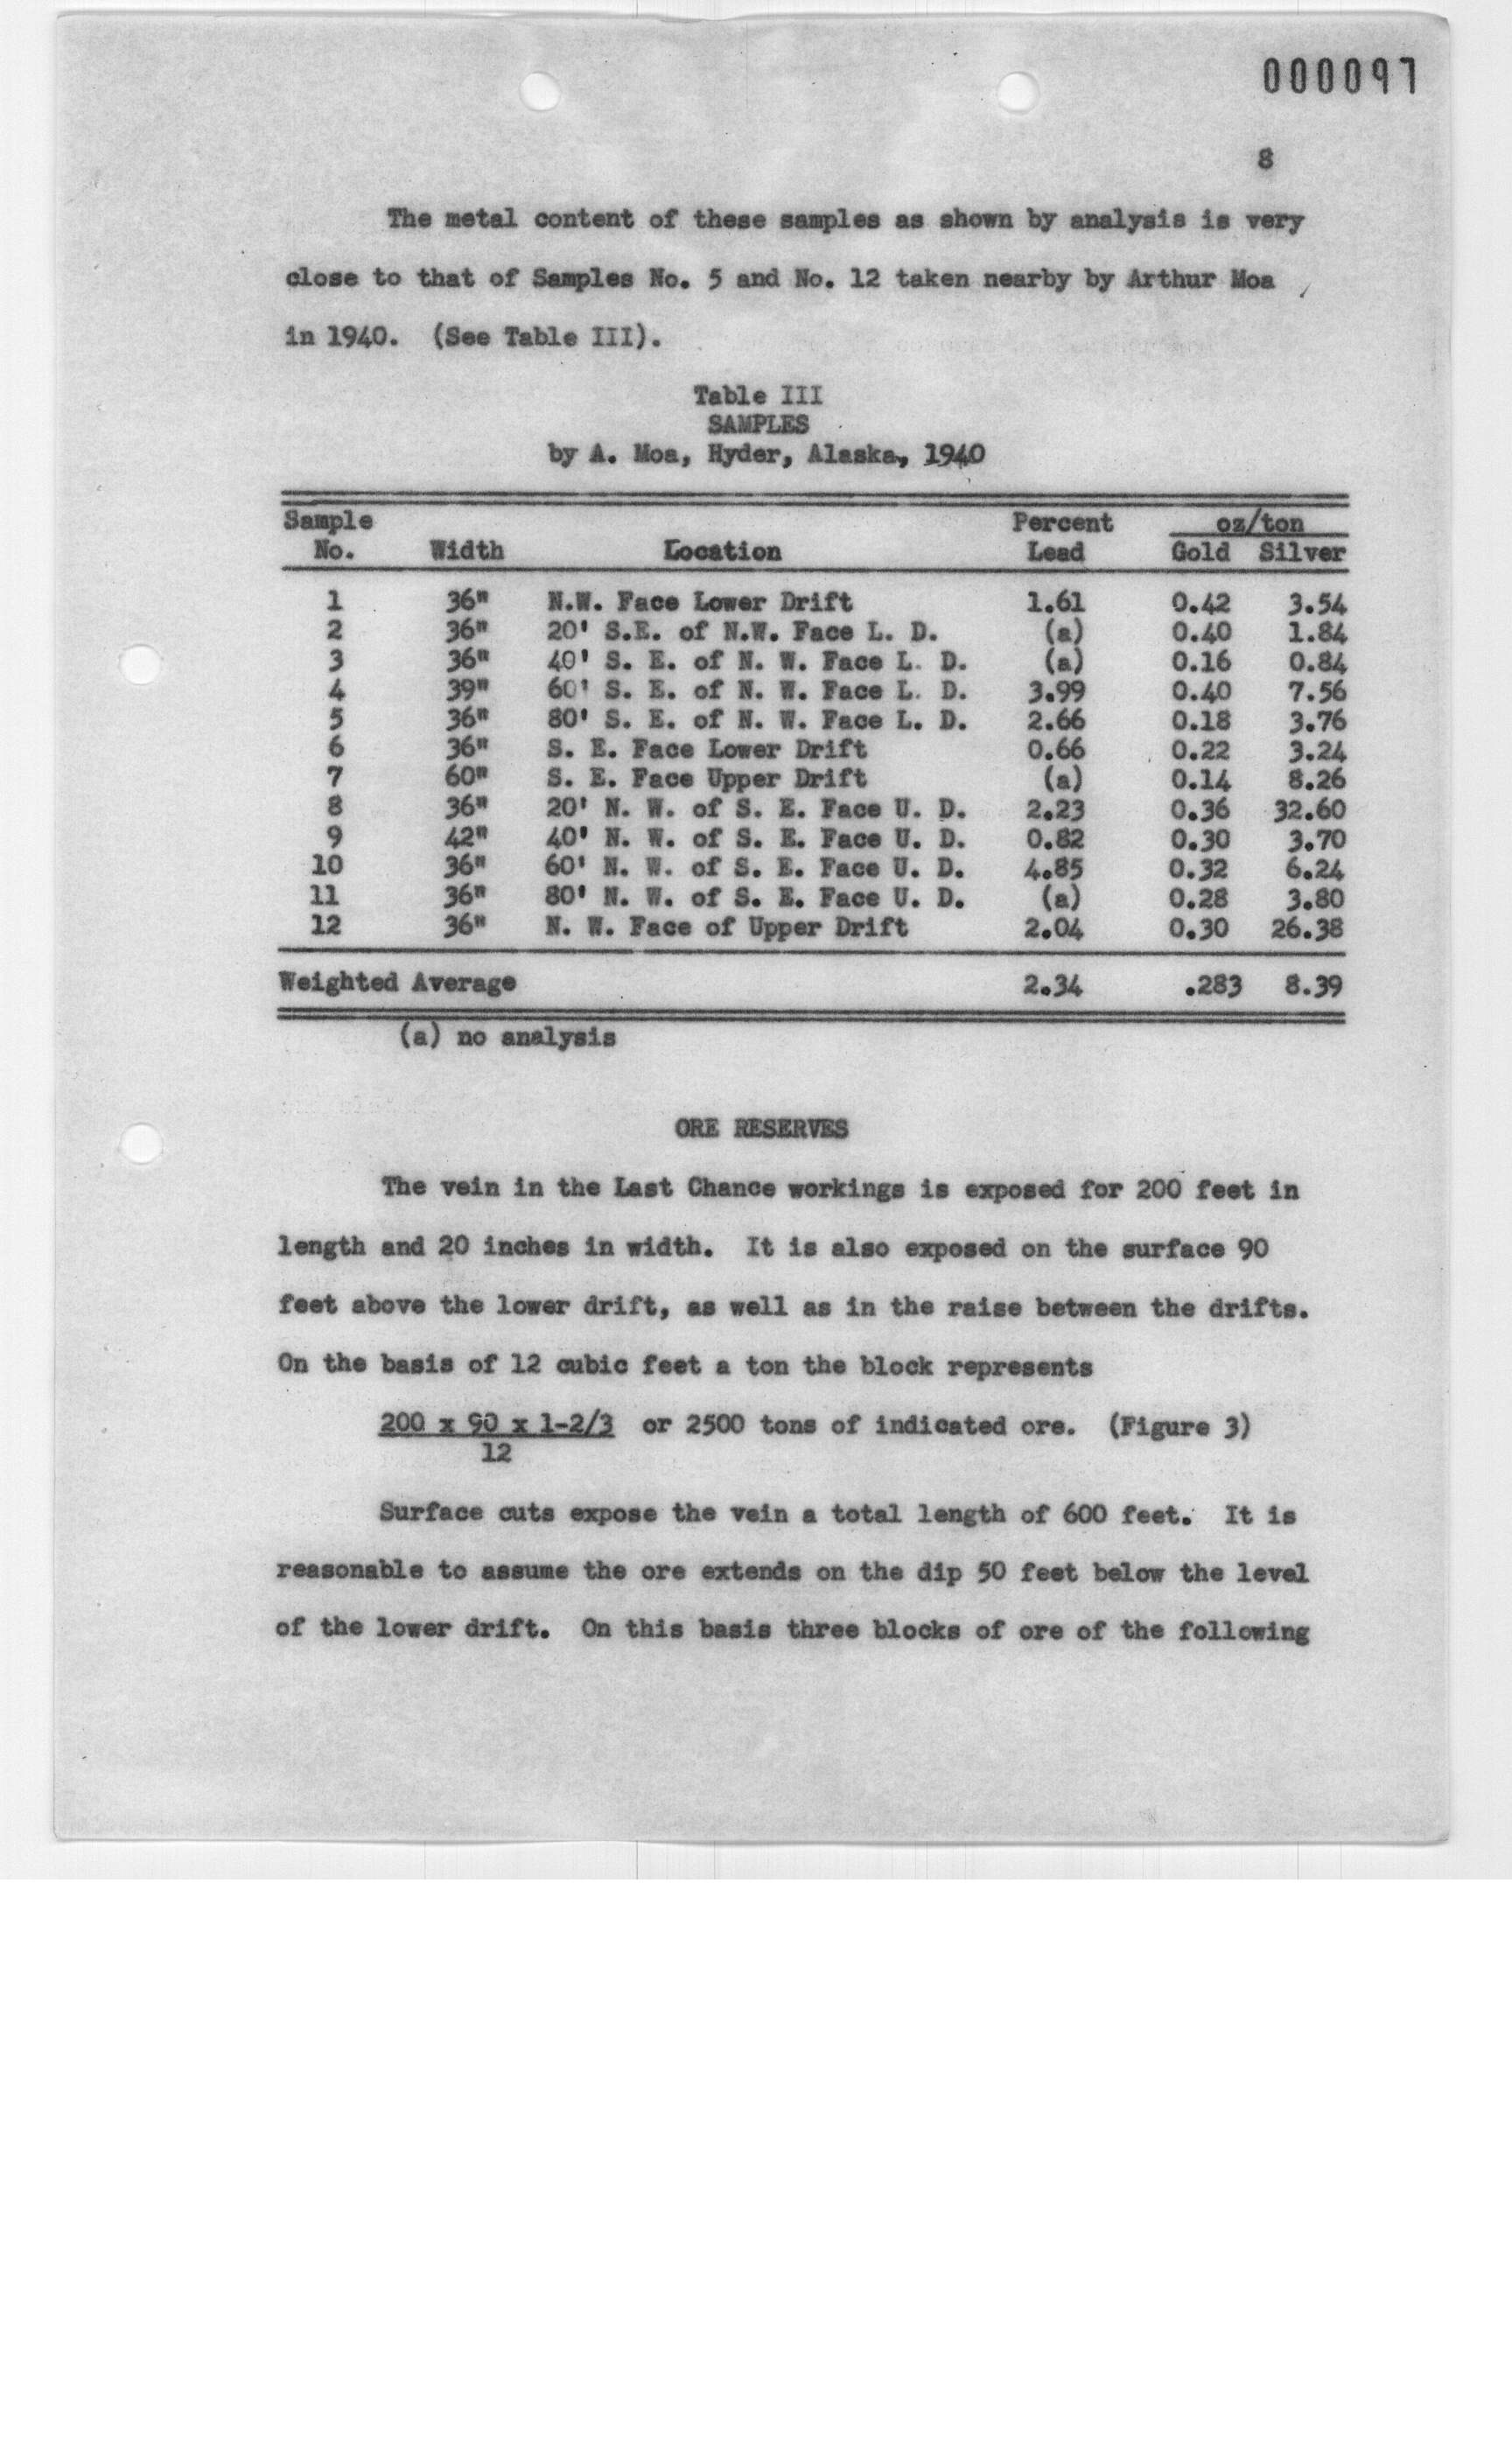 000097
8
The metal content of these samples as shown by analysis is very
close to that of Samples No. 5 and No. 12 taken nearby by Arthur Moa
in 1940. (See Table III).
Table III
SAMPLES
by A. Moa, Hyder, Alaska, 1940
Sample Percent oz/ton
No. Width Location Lead Gold Silver
1 36" N.W. Face Lower Drift 1.61 0.42 3.54
2 36" 20' S.E. of N.W. Face L. D. (a) 0.40 1.84
3 36" 40' S. E. of N. W. Face L. D. (a) 0.16 0.84
4 39" 60' S. E. of N. W. Face L. D. 3.99 0.40 7.56
5 36" 80' S. E. of N. W. Face L. D. 2.66 0.18 3.76
6 36" S. E. Face Lower Drift 0.66 0.22 3.24
7 60" S. E. Face Upper Drift (a) 0.14 8.26
8 36" 20' N. W. of S. E. Face U. D. 2.23 0.36 32.60
9 42" 40' N. W. of S. E. Face U. D. 0.82 0.30 3.70
10 36" 60' N. W. of S. E. Face U. D. 4.85 0.32 6.24
11 36" 80' N. W. of S. E. Face U. D. (a) 0.28 3.80
12 36" N. W. Face of Upper Drift 2.04 0.30 26.38
Weighted Average 2.34 .283 8.39
(a) no analysis
ORE RESERVES
The vein in the Last Chance workings is exposed for 200 feet in
length and 20 inches in width. It is also exposed on the surface 90
feet above the lower drift, as well as in the raise between the drifts.
On the basis of 12 cubic feet a ton the block represents
200 x 90 x 1-2/3 or 2500 tons of indicated ore. (Figure 3)
12
Surface cuts expose the vein a total length of 600 feet. It is
reasonable to assume the ore extends on the dip 50 feet below the level
of the lower drift. On this basis three blocks of ore of the following